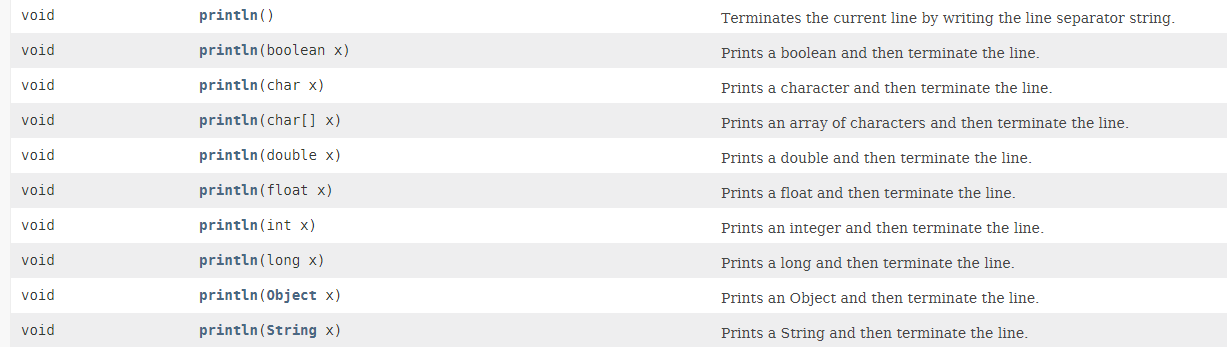 void println() Terminates the current line by writing the line separator string.
void println(boolean x) Prints a boolean and then terminate the line.
void println(char x) Prints a character and then terminate the line.
void println(char[] x) Prints an array of characters and then terminate the line.
void println(double x) Prints a double and then terminate the line.
void println(float x) Prints a float and then terminate the line.
void println(int x) Prints an integer and then terminate the line.
void println(long x) Prints a long and then terminate the line.
void println(Object x) Prints an Object and then terminate the line.
void println(String x) Prints a String and then terminate the line.